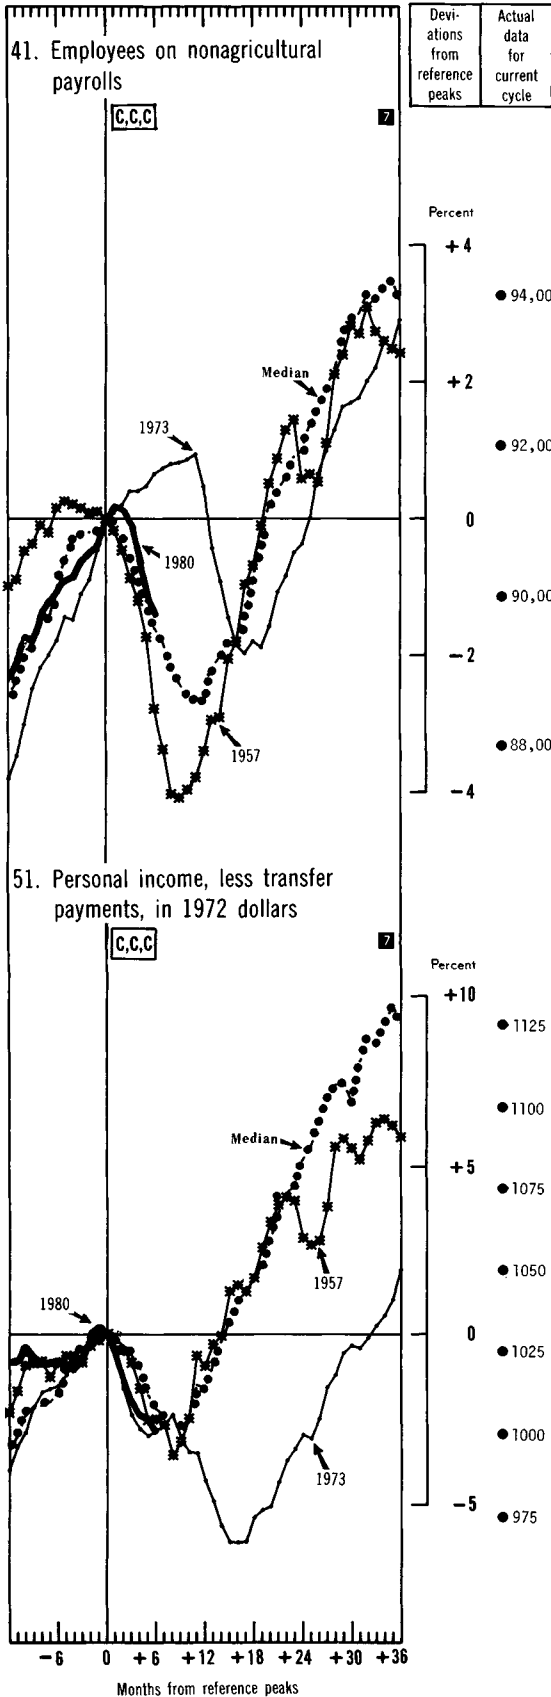 Devi-
ations
from
reference
peaks
Actual
data
for
current
cycle
41. Employees on nonagricultural
payrolls
C,C,C
7
Percent
+4
94,00
Median
+2
1973
92,00
0
1980
90,00
-2
1957
88,00
-4
51. Personal income, less transfer
payments, in 1972 dollars
C,C,C
7
Percent
+10
1125
1100
Median
+5
1075
1957
1050
1980
0
1025
1000
1973
-5
975
-6 0 +6 +12 +18 +24 +30 +36
Months from reference peaks